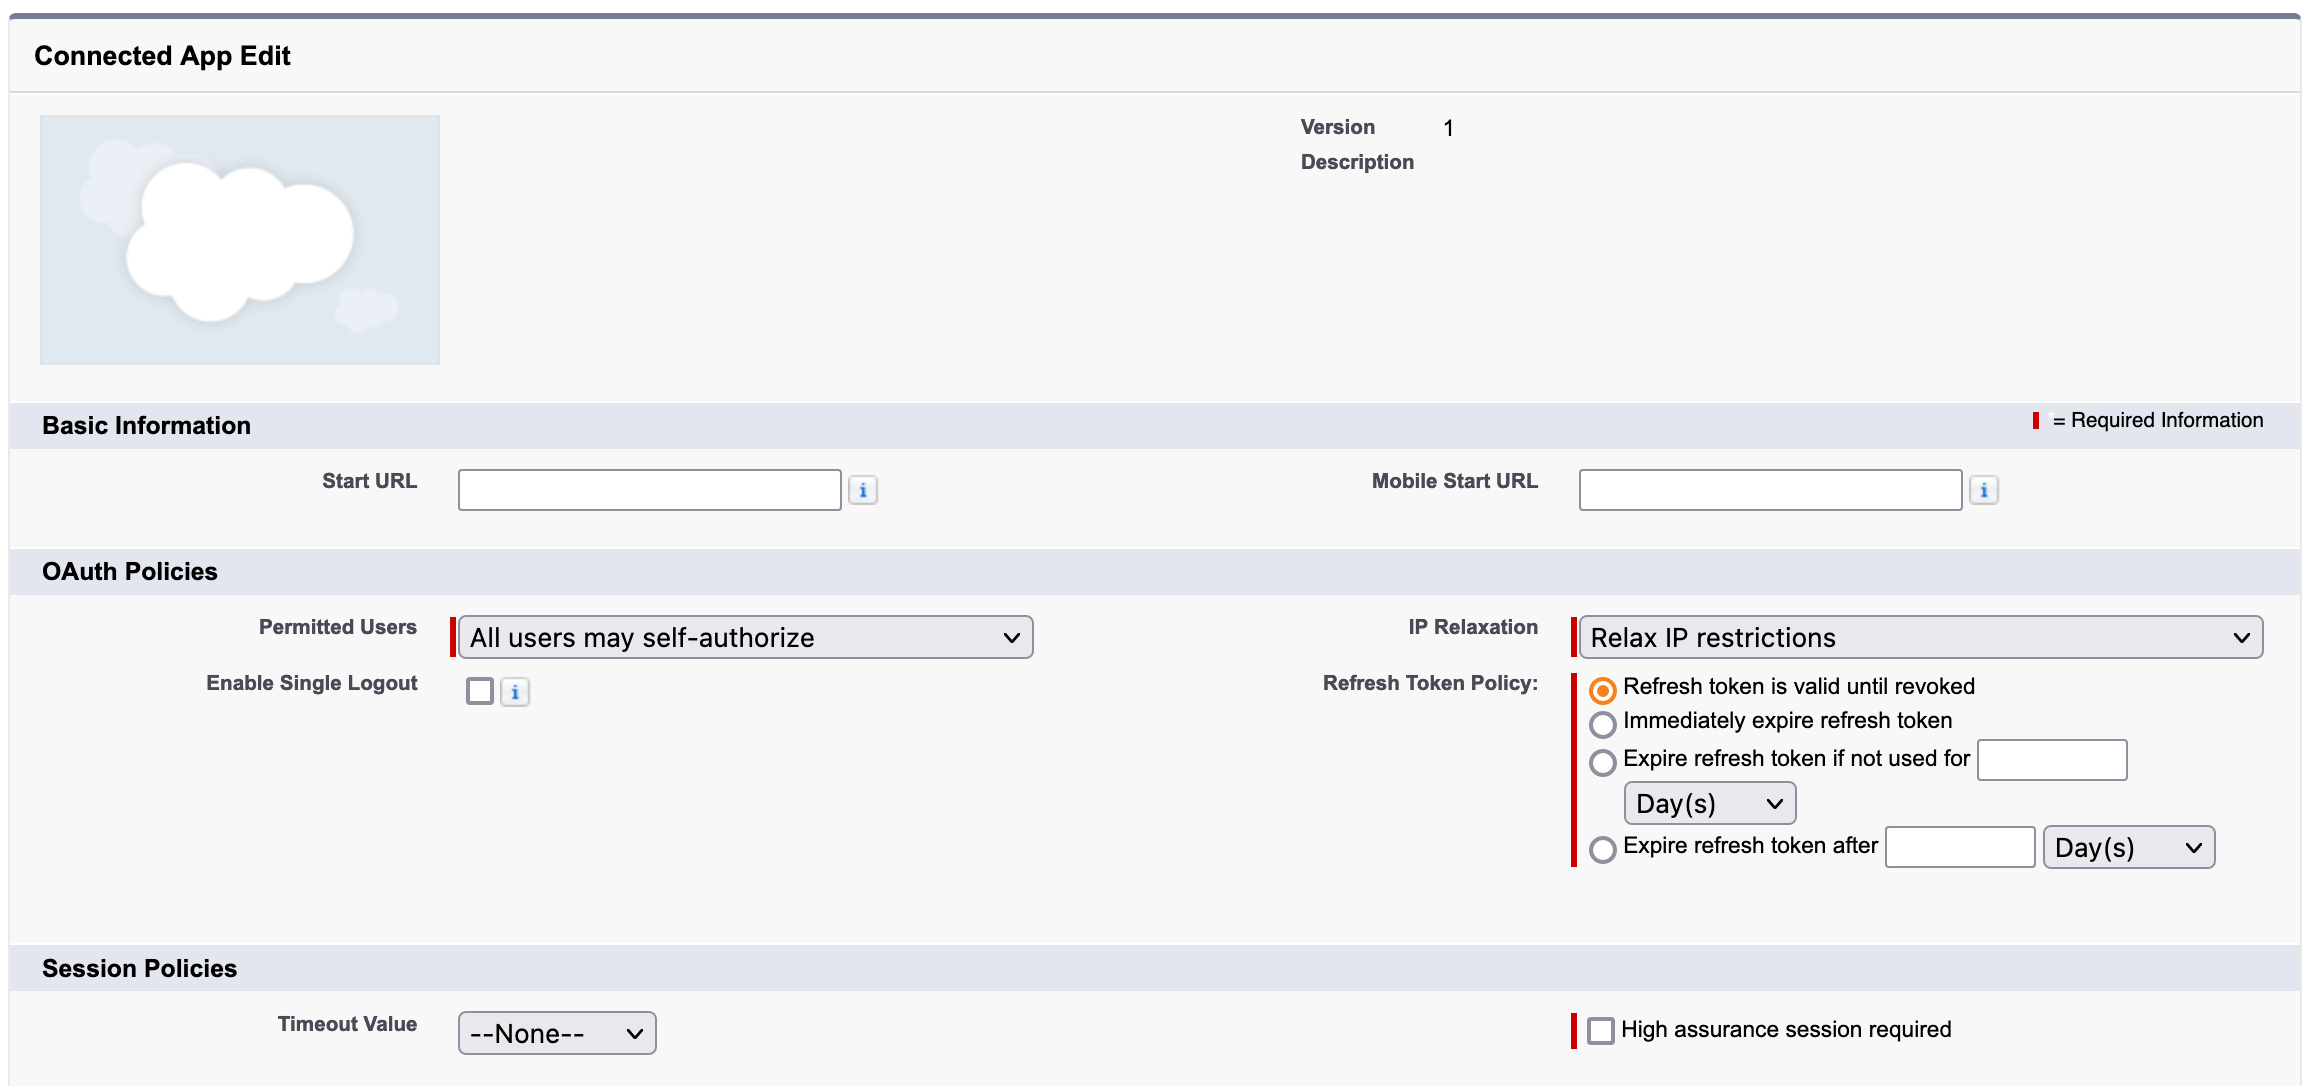 Connected App Edit
Version 1
Description
Basic Information
= Required Information
Start URL
Mobile Start URL
OAuth Policies
Permitted Users All users may self-authorize
IP Relaxation Relax IP restrictions
Enable Single Logout
Refresh Token Policy: Refresh token is valid until revoked
Immediately expire refresh token
Expire refresh token if not used for
Day(s)
Expire refresh token after Day(s)
Session Policies
Timeout Value --None--
High assurance session required